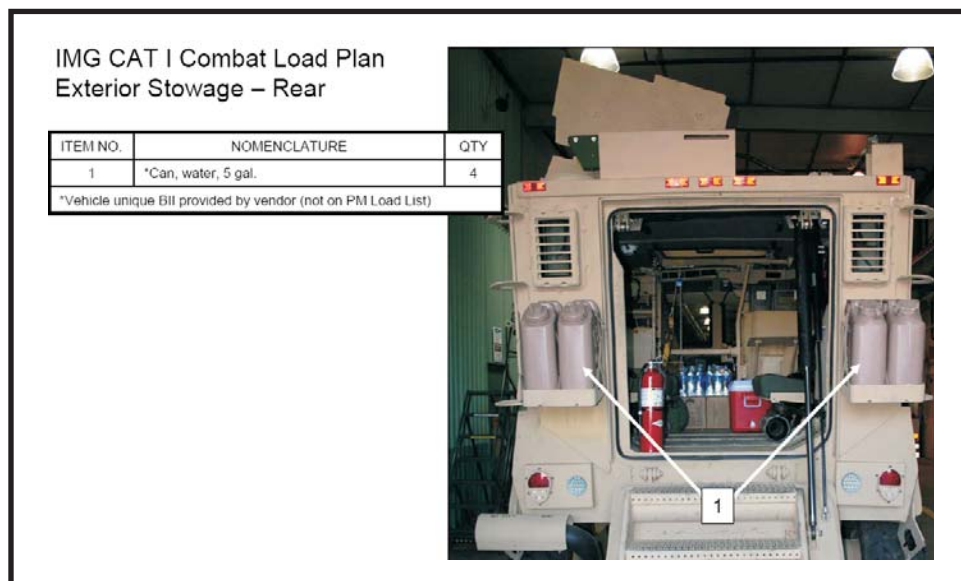 IMG CAT I Combat Load Plan
Exterior Stowage – Rear
ITEM NO. NOMENCLATURE QTY
1 *Can, water, 5 gal. 4
*Vehicle unique BII provided by vendor (not on PM Load List)
1